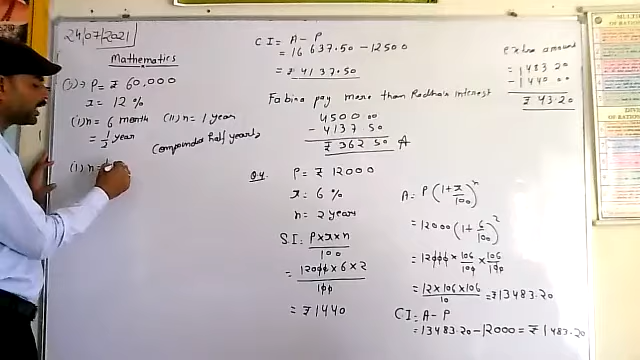 24/07/2021
Mathematics
P = ₹ 60,000
r = 12 %
(i) n = 6 month (ii) n = 1 year
= 1/2 year
(compounded half yearly)
(i) n =
C I = A - P
= 16 637.50 - 12500
= ₹ 4137.50
Fabina pay more than Radha's interest
4500 00
- 4137 50
₹ 362 50 A
Q.4. P = ₹ 12000
r = 6 %
n = 2 years
S I = P x r x n / 100
= 12000 x 6 x 2 / 100
= ₹ 1440
A = P (1 + r/100)^n
= 12000 (1 + 6/100)^2
= 12000 x 106/100 x 106/100
= 12 x 106 x 106 / 10 = ₹ 13483.20
C I = A - P
= 13483.20 - 12000 = ₹ 1483.20
extra amount
= 1483 20
- 1440 00
₹ 43.20